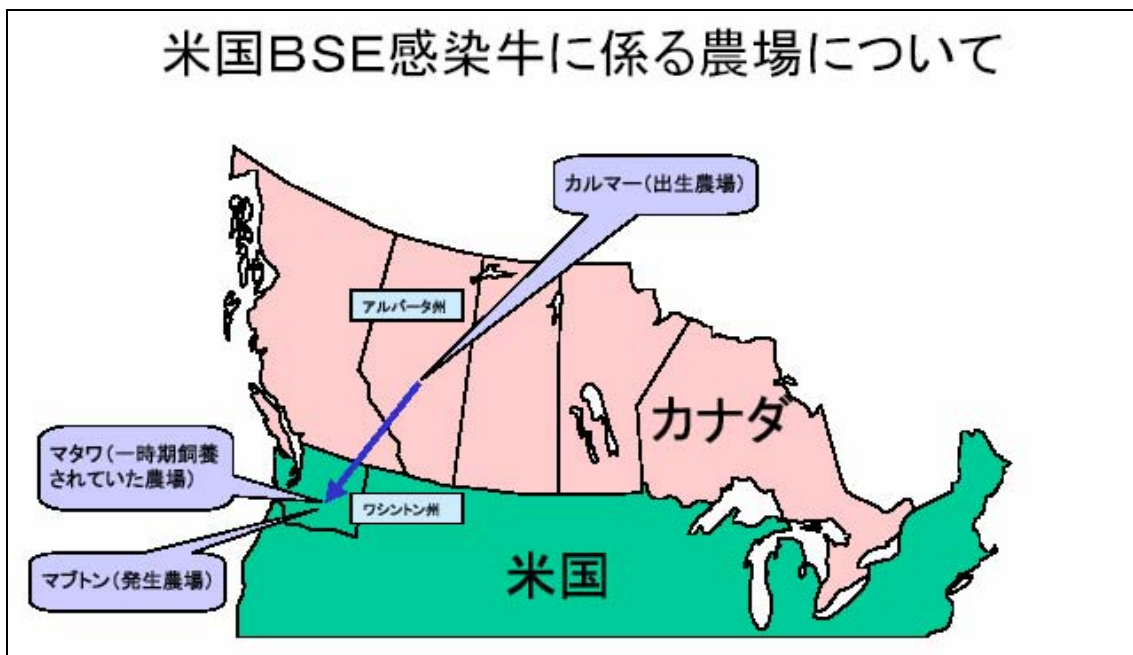 米国BSE感染牛に係る農場について
カルマー(出生農場)
アルバータ州
カナダ
マタワ(一時期飼養
されていた農場)
ワシントン州
マブトン(発生農場)
米国